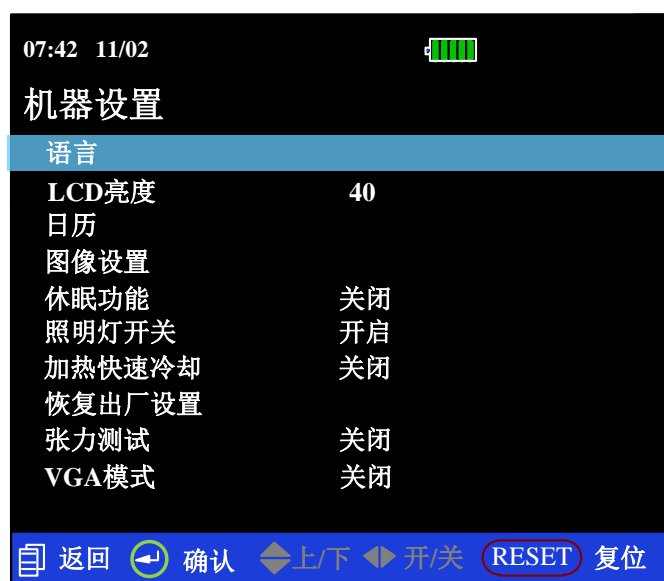 07:42 11/02
机器设置
语言
LCD亮度 40
日历
图像设置
休眠功能 关闭
照明灯开关 开启
加热快速冷却 关闭
恢复出厂设置
张力测试 关闭
VGA模式 关闭
返回 确认 上/下 开/关 RESET 复位